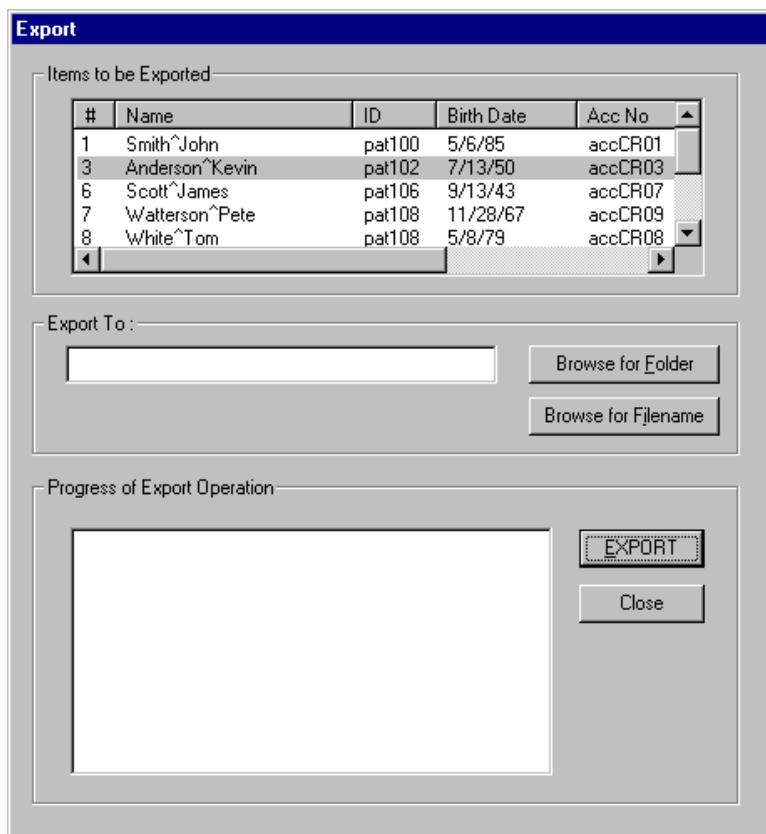 Export
Items to be Exported
# Name ID Birth Date Acc No
1 Smith^John pat100 5/6/85 accCR01
3 Anderson^Kevin pat102 7/13/50 accCR03
6 Scott^James pat106 9/13/43 accCR07
7 Watterson^Pete pat108 11/28/67 accCR09
8 White^Tom pat108 5/8/79 accCR08
Export To :
Browse for Folder
Browse for Filename
Progress of Export Operation
EXPORT
Close